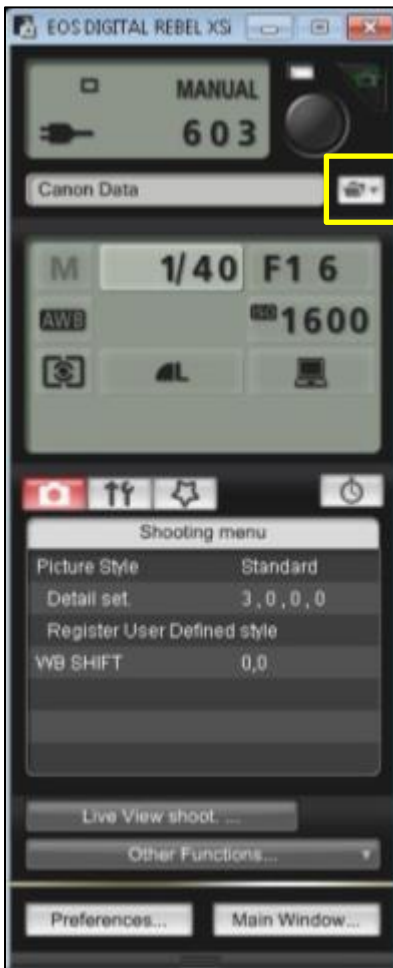 EOS DIGITAL REBEL XSi
MANUAL
603
Canon Data
M 1/40 F16
AWB ISO 1600
L
Shooting menu
Picture Style Standard
Detail set. 3,0,0,0
Register User Defined style
WB SHIFT 0,0
Live View shoot. ...
Other Functions...
Preferences... Main Window...